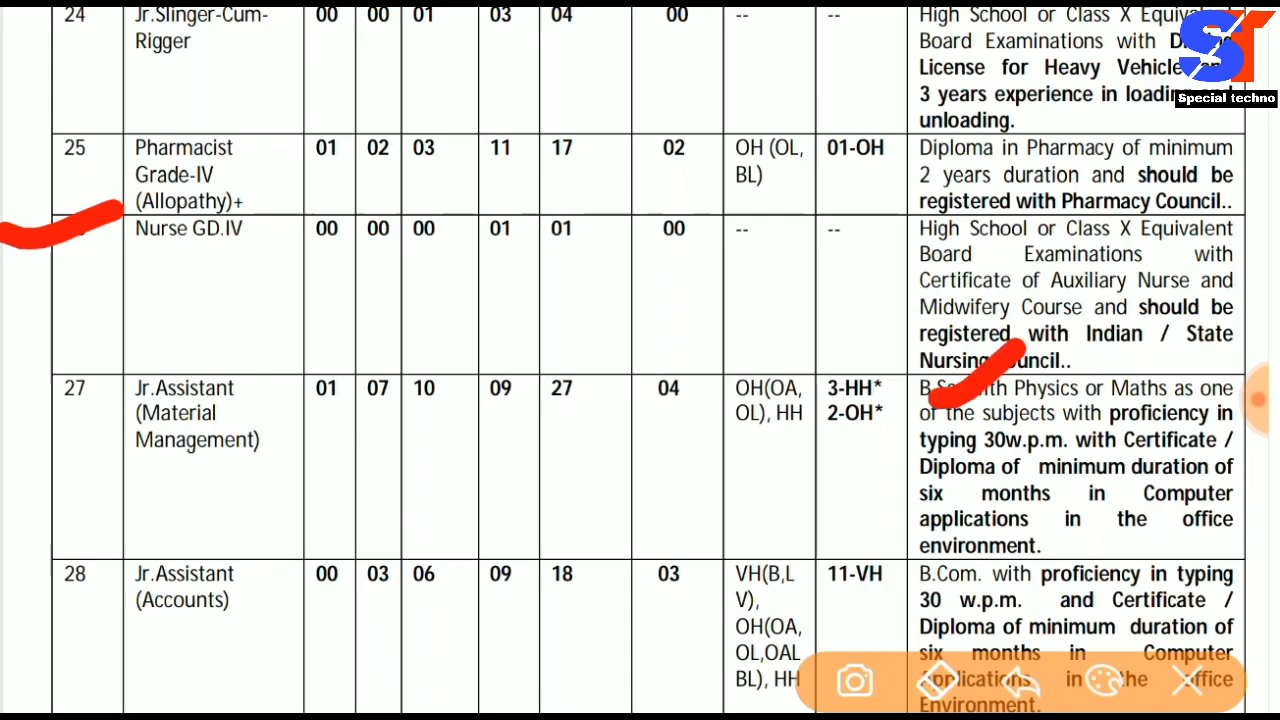 24 Jr.Slinger-Cum- 00 00 01 03 04 00 -- -- High School or Class X
Rigger Board Examinations with
License for Heavy Vehicle
3 years experience in loading and
unloading.
25 Pharmacist 01 02 03 11 17 02 OH (OL, 01-OH Diploma in Pharmacy of minimum
Grade-IV BL) 2 years duration and should be
(Allopathy)+ registered with Pharmacy Council..
Nurse GD.IV 00 00 00 01 01 00 -- -- High School or Class X Equivalent
Board Examinations with
Certificate of Auxiliary Nurse and
Midwifery Course and should be
registered with Indian / State
Nursing Council..
27 Jr.Assistant 01 07 10 09 27 04 OH(OA, 3-HH* with Physics or Maths as one
(Material OL), HH 2-OH* of the subjects with proficiency in
Management) typing 30w.p.m. with Certificate /
Diploma of minimum duration of
six months in Computer
applications in the office
environment.
28 Jr.Assistant 00 03 06 09 18 03 VH(B,L 11-VH B.Com. with proficiency in typing
(Accounts) V), 30 w.p.m. and Certificate /
OH(OA, Diploma of minimum duration of
OL,OAL six months in Computer
BL), HH Applications in the office
Environment.
ST
Special techno